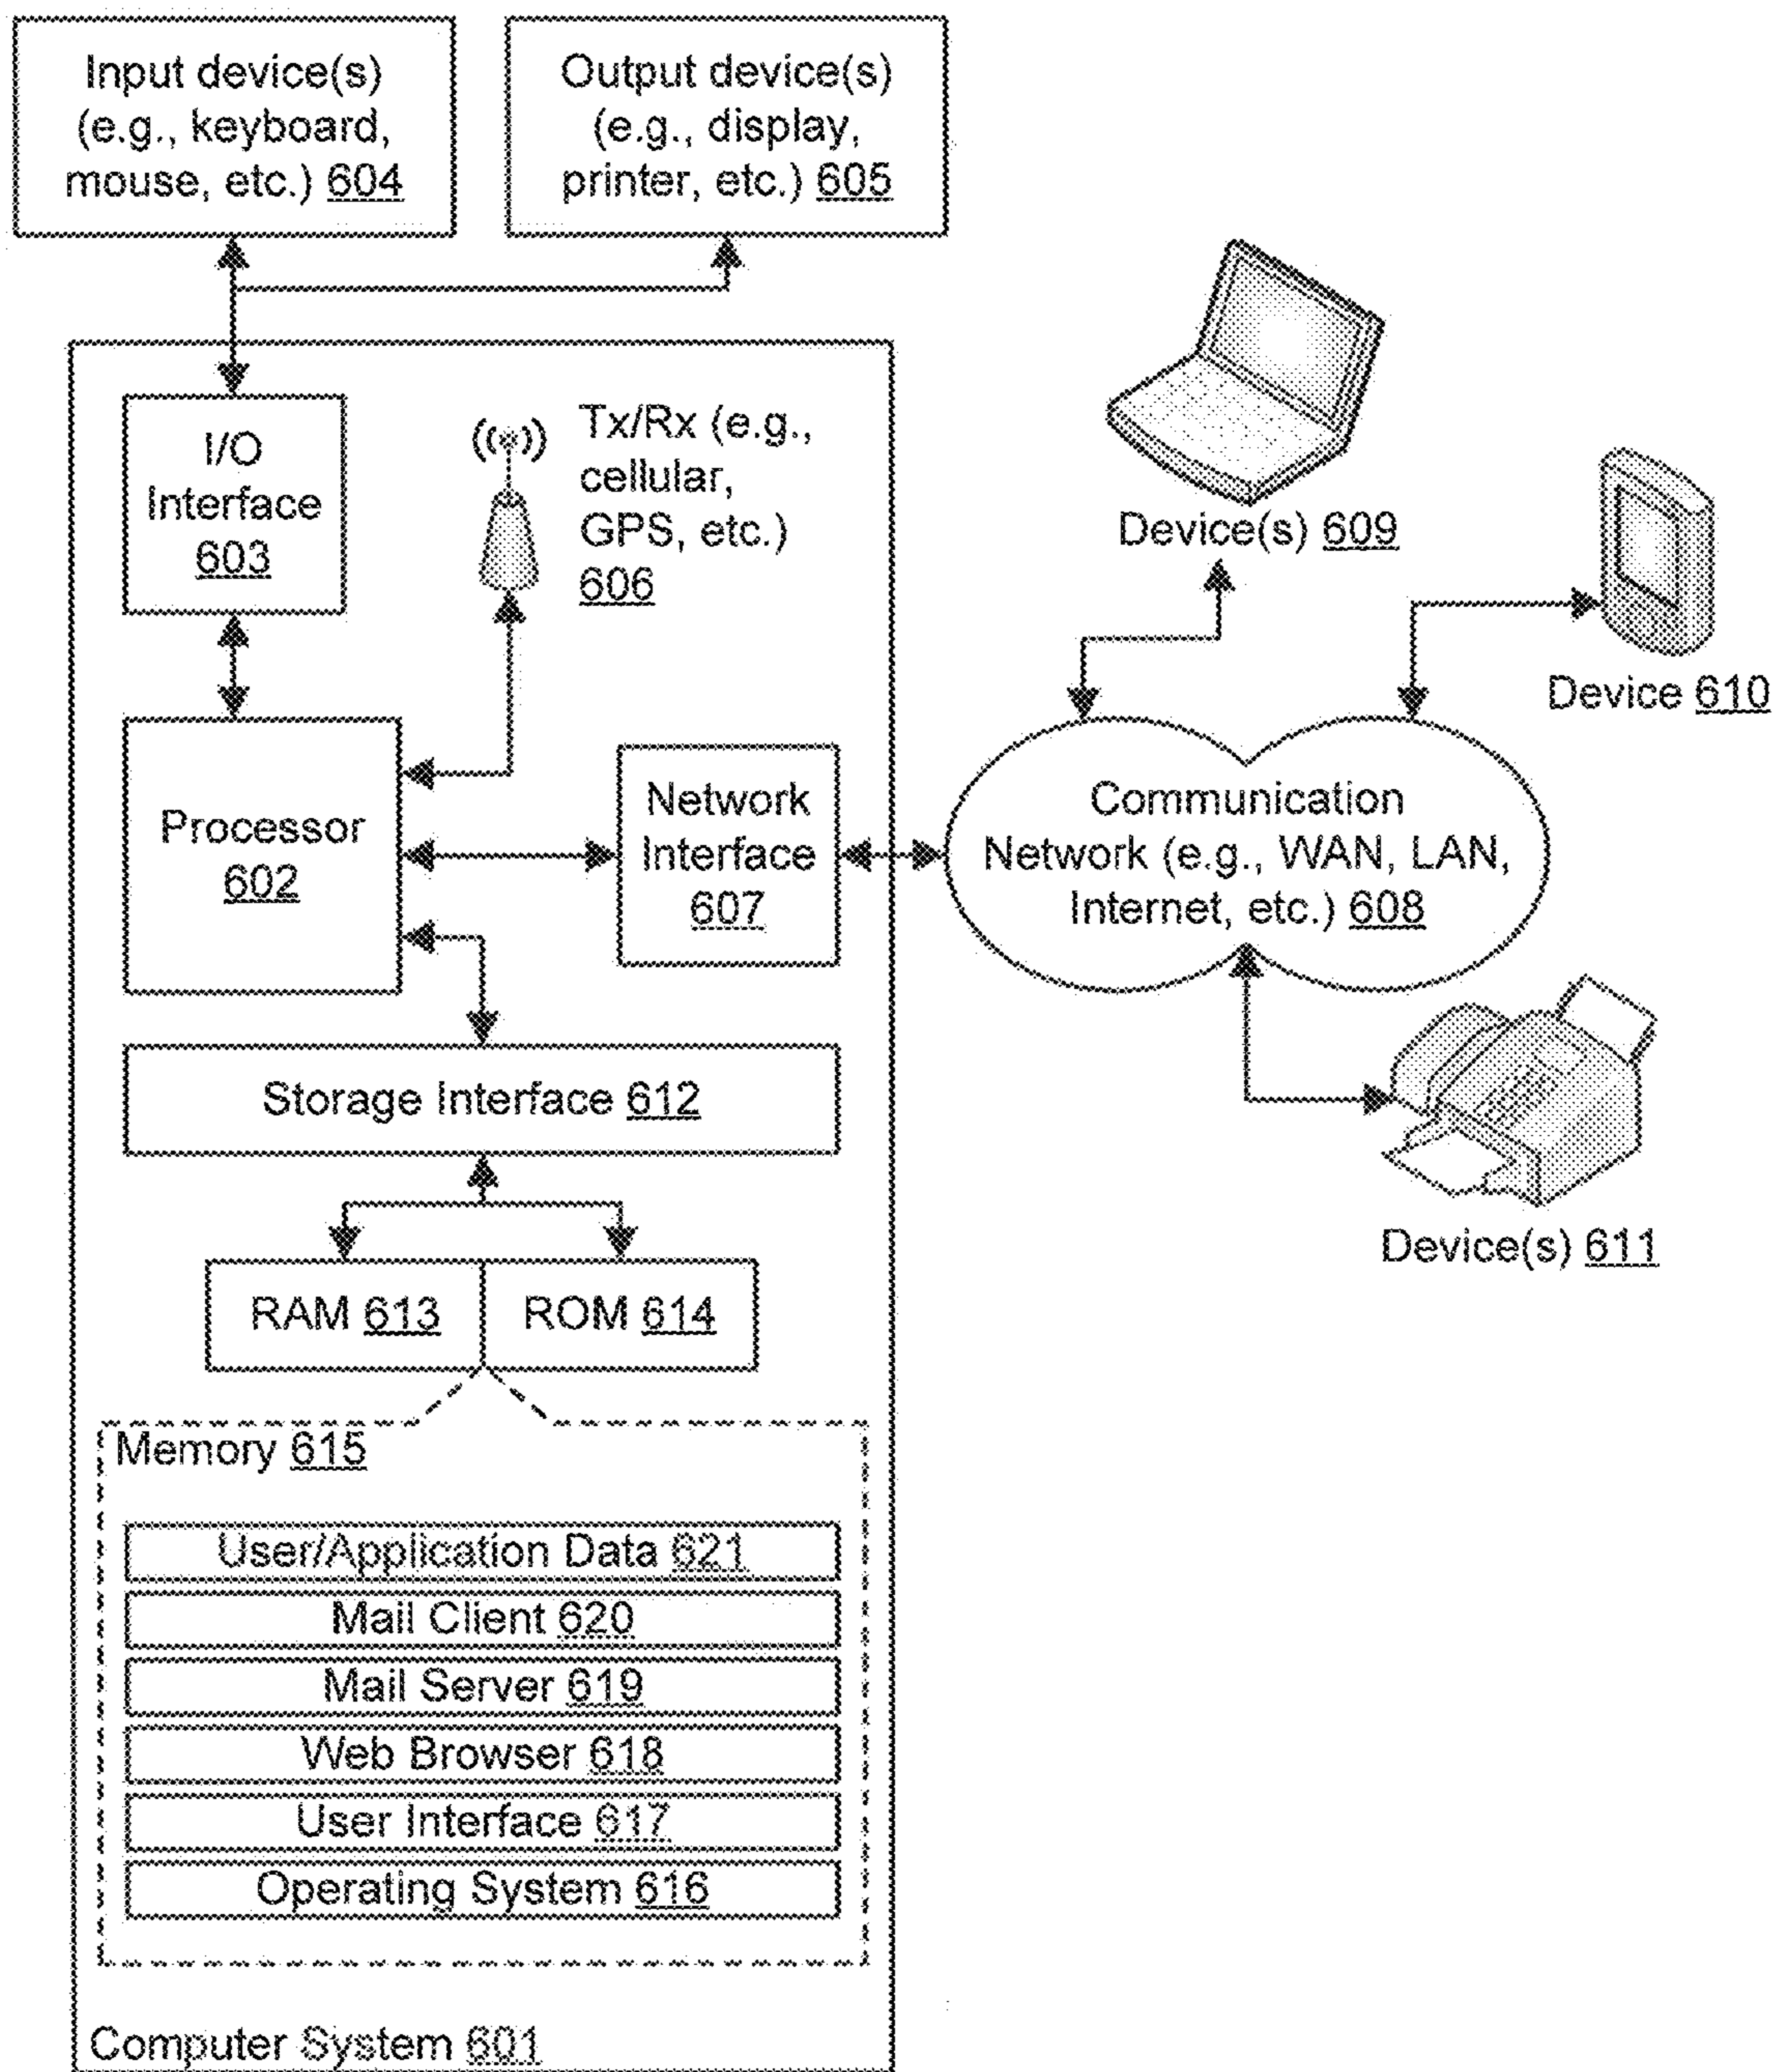 Input device(s)
(e.g., keyboard,
mouse, etc.) 604
Output device(s)
(e.g., display,
printer, etc.) 605
I/O
Interface
603
Tx/Rx (e.g.,
cellular,
GPS, etc.)
606
Device(s) 609
Device 610
Processor
602
Network
Interface
607
Communication
Network (e.g., WAN, LAN,
Internet, etc.) 608
Storage Interface 612
Device(s) 611
RAM 613
ROM 614
Memory 615
User/Application Data 621
Mail Client 620
Mail Server 619
Web Browser 618
User Interface 617
Operating System 616
Computer System 601